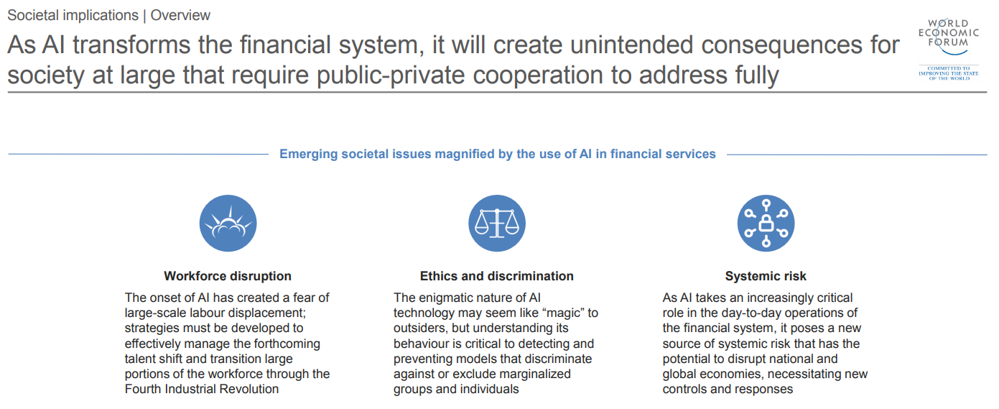 Societal implications | Overview
As AI transforms the financial system, it will create unintended consequences for
society at large that require public-private cooperation to address fully
WORLD
ECONOMIC
FORUM
COMMITTED TO
IMPROVING THE STATE
OF THE WORLD
Emerging societal issues magnified by the use of AI in financial services
Workforce disruption
The onset of AI has created a fear of
large-scale labour displacement;
strategies must be developed to
effectively manage the forthcoming
talent shift and transition large
portions of the workforce through the
Fourth Industrial Revolution
Ethics and discrimination
The enigmatic nature of AI
technology may seem like “magic” to
outsiders, but understanding its
behaviour is critical to detecting and
preventing models that discriminate
against or exclude marginalized
groups and individuals
Systemic risk
As AI takes an increasingly critical
role in the day-to-day operations of
the financial system, it poses a new
source of systemic risk that has the
potential to disrupt national and
global economies, necessitating new
controls and responses